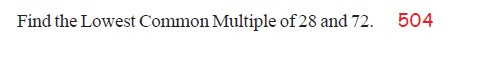 Find the Lowest Common Multiple of 28 and 72. 504